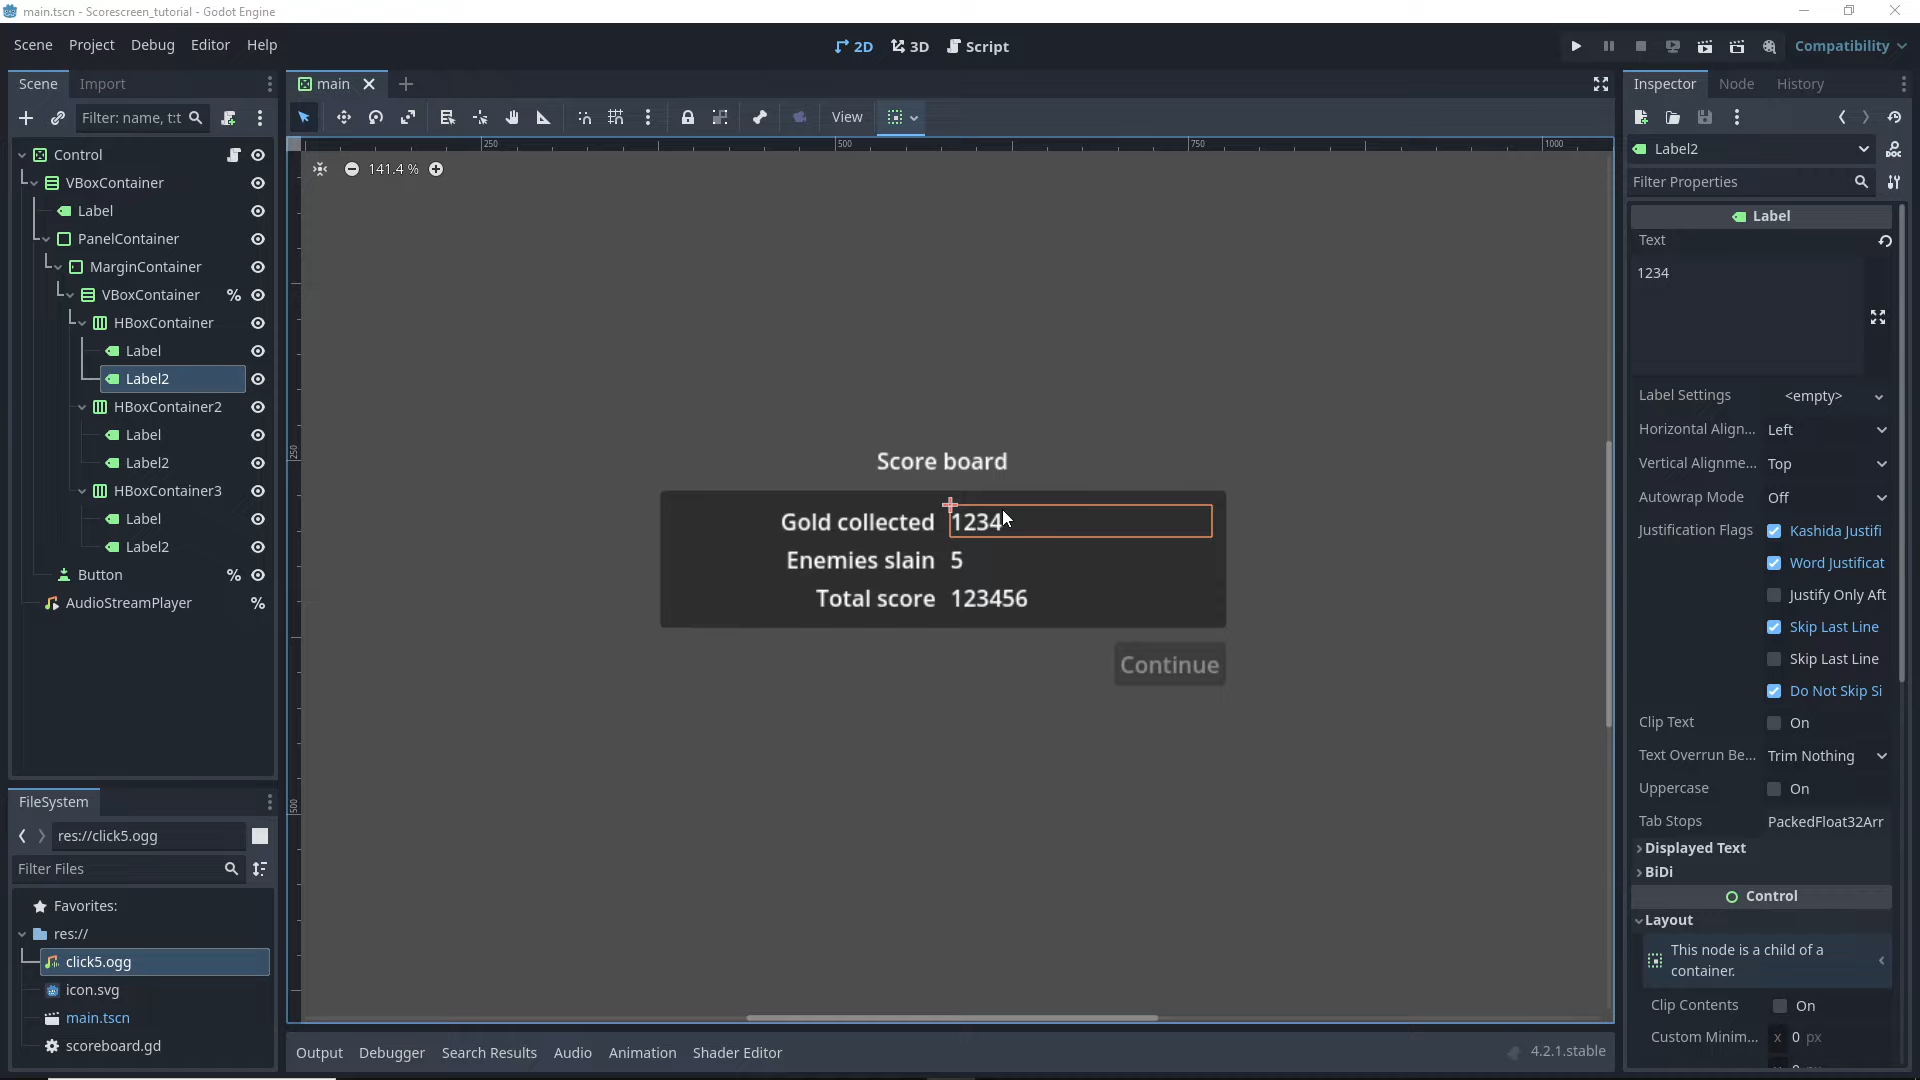 main.tscn - Scorescreen_tutorial - Godot Engine
Scene Project Debug Editor Help
2D 3D Script
Compatibility
Scene Import
Filter: name, t:t
Control
VBoxContainer
Label
PanelContainer
MarginContainer
VBoxContainer %
HBoxContainer
Label
Label2
HBoxContainer2
Label
Label2
HBoxContainer3
Label
Label2
Button %
AudioStreamPlayer %
FileSystem
res://click5.ogg
Filter Files
Favorites:
res://
click5.ogg
icon.svg
main.tscn
scoreboard.gd
main
View
250 500 750 1000
141.4 %
250
500
Score board
Gold collected 1234
Enemies slain 5
Total score 123456
Continue
Output Debugger Search Results Audio Animation Shader Editor
4.2.1.stable
Inspector Node History
Label2
Filter Properties
Label
Text
1234
Label Settings <empty>
Horizontal Align... Left
Vertical Alignme... Top
Autowrap Mode Off
Justification Flags Kashida Justifi
Word Justificat
Justify Only Aft
Skip Last Line
Skip Last Line
Do Not Skip Si
Clip Text On
Text Overrun Be... Trim Nothing
Uppercase On
Tab Stops PackedFloat32Arr
Displayed Text
BiDi
Control
Layout
This node is a child of a
container.
Clip Contents On
Custom Minim... x 0 px